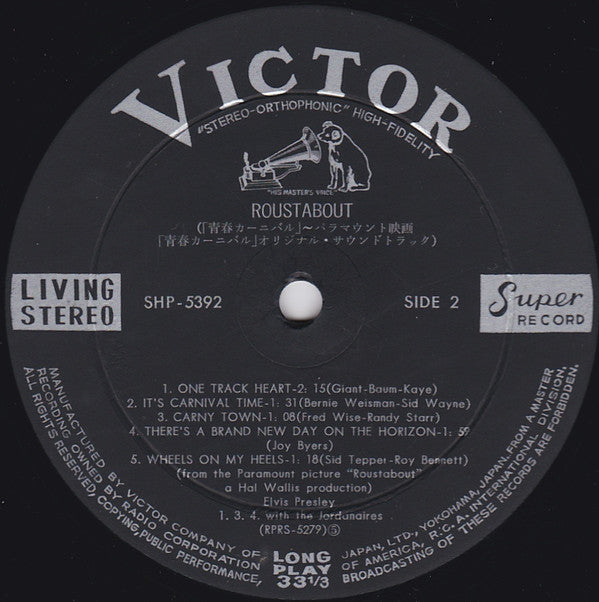 VICTOR
"STEREO-ORTHOPHONIC" HIGH-FIDELITY
"HIS MASTER'S VOICE"
ROUSTABOUT
(「青春カーニバル」〜パラマウント映画
「青春カーニバル」オリジナル・サウンドトラック)
LIVING
STEREO
SHP-5392
SIDE 2
Super
RECORD
1. ONE TRACK HEART-2: 15(Giant-Baum-Kaye)
2. IT'S CARNIVAL TIME-1: 31(Bernie Weisman-Sid Wayne)
3. CARNY TOWN-1: 08(Fred Wise-Randy Starr)
4. THERE'S A BRAND NEW DAY ON THE HORIZON-1: 59
(Joy Byers)
5. WHEELS ON MY HEELS-1: 18(Sid Tepper-Roy Bennett)
(from the Paramount picture "Roustabout"
a Hal Wallis production)
Elvis Presley
1. 3. 4. with the Jordanaires
(RPRS-5279)⑤
LONG
PLAY
33 1/3
MANUFACTURED BY VICTOR COMPANY OF JAPAN, LTD., YOKOHAMA, JAPAN. FROM A MASTER
RECORDING OWNED BY RADIO CORPORATION OF AMERICA, R.C.A. INTERNATIONAL DIVISION.
ALL RIGHTS RESERVED, COPYING, PUBLIC PERFORMANCE, BROADCASTING OF THESE RECORDS ARE FORBIDDEN.